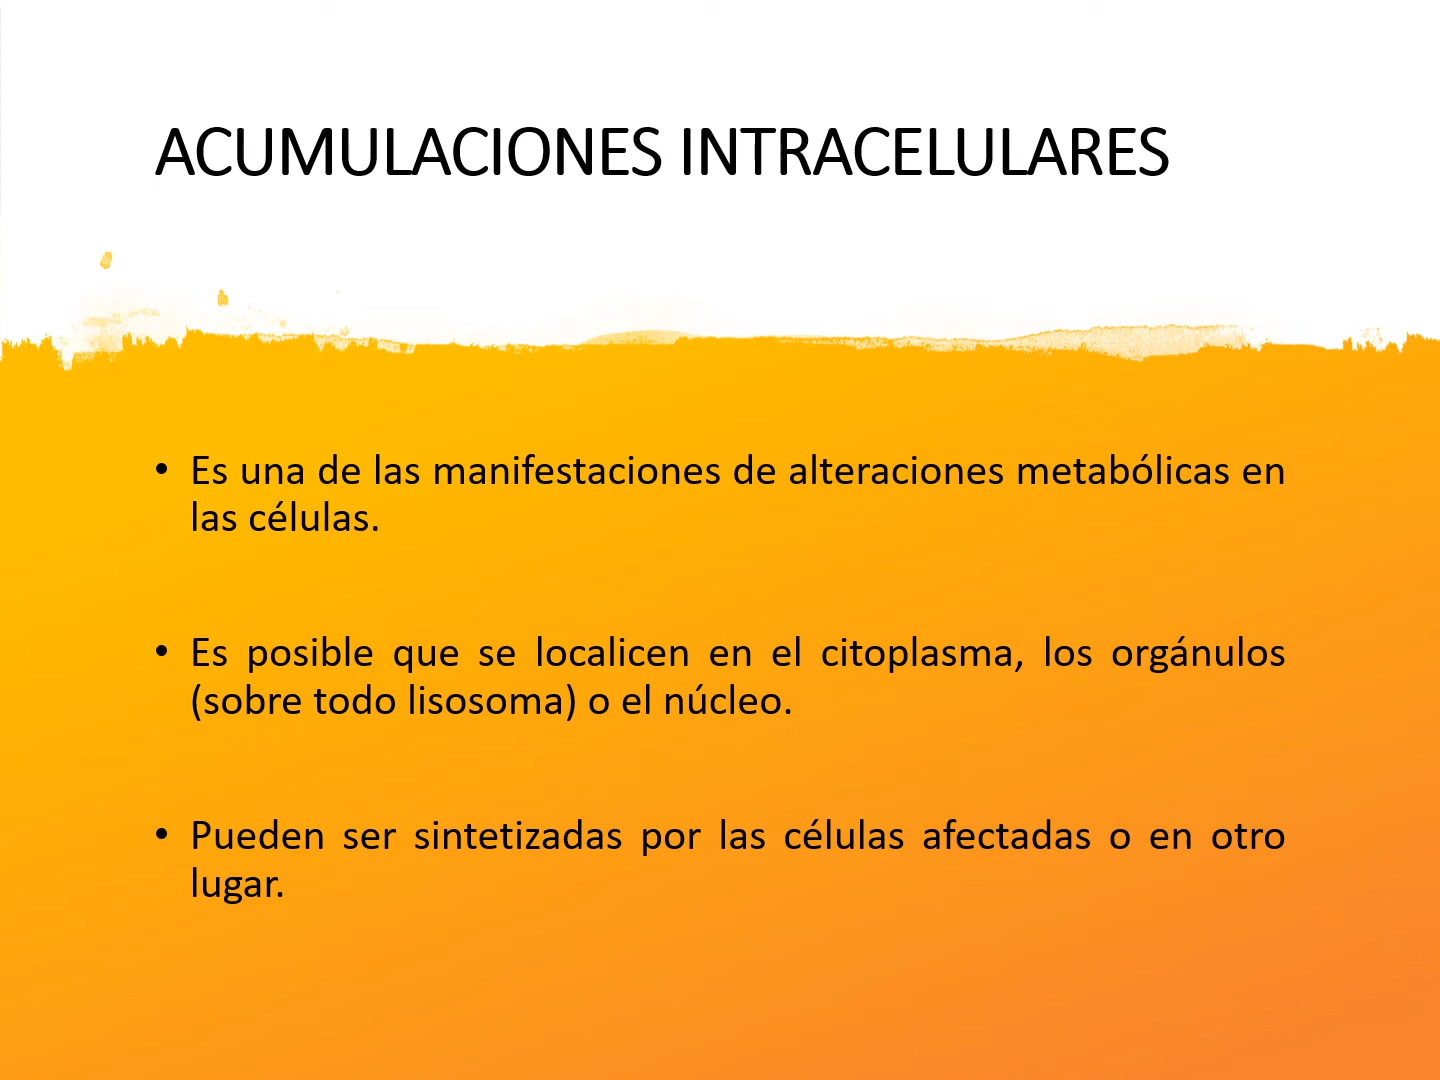 ACUMULACIONES INTRACELULARES
• Es una de las manifestaciones de alteraciones metabólicas en
las células.
• Es posible que se localicen en el citoplasma, los orgánulos
(sobre todo lisosoma) o el núcleo.
• Pueden ser sintetizadas por las células afectadas o en otro
lugar.